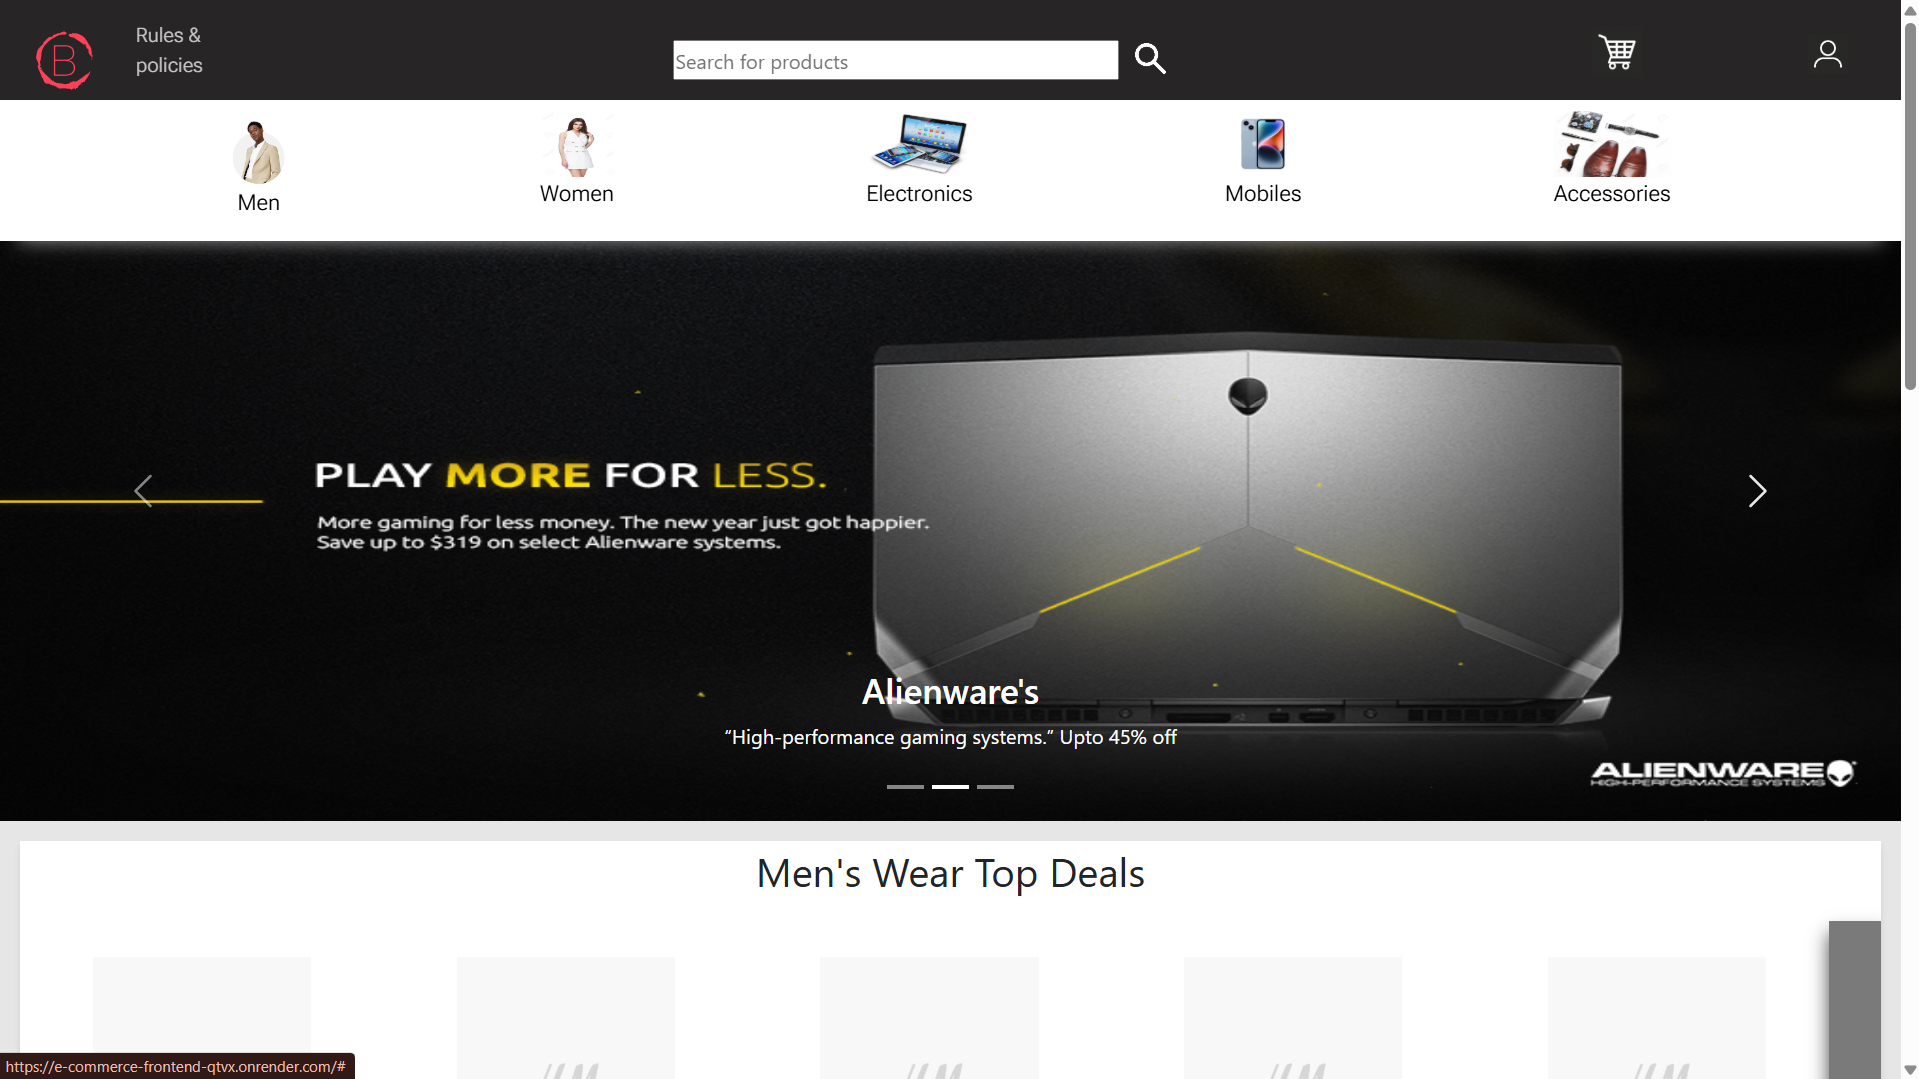 B
Rules &
policies
Search for products
Men
Women
Electronics
Mobiles
Accessories
PLAY MORE FOR LESS.
More gaming for less money. The new year just got happier.
Save up to $319 on select Alienware systems.
Alienware's
“High-performance gaming systems.” Upto 45% off
ALIENWARE
HIGH-PERFORMANCE SYSTEMS
Men's Wear Top Deals
https://e-commerce-frontend-qtvx.onrender.com/#